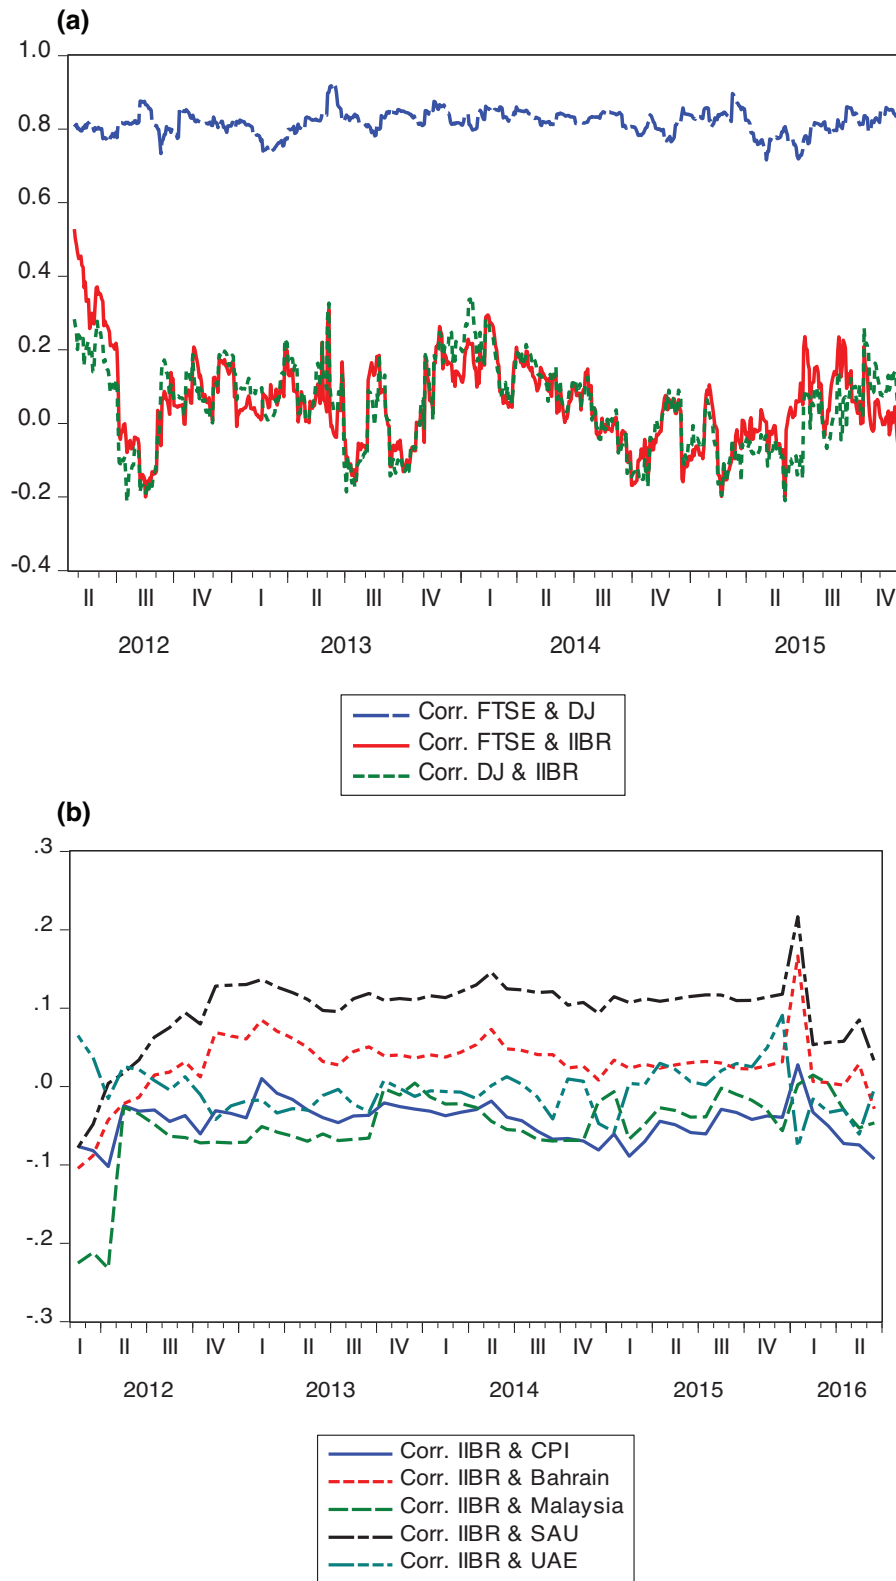 (a)
1.0
0.8
0.6
0.4
0.2
0.0
-0.2
-0.4
II III IV I II III IV I II III IV I II III IV
2012 2013 2014 2015
Corr. FTSE & DJ
Corr. FTSE & IIBR
Corr. DJ & IIBR
(b)
.3
.2
.1
.0
-.1
-.2
-.3
I II III IV I II III IV I II III IV I II III IV I II
2012 2013 2014 2015 2016
Corr. IIBR & CPI
Corr. IIBR & Bahrain
Corr. IIBR & Malaysia
Corr. IIBR & SAU
Corr. IIBR & UAE